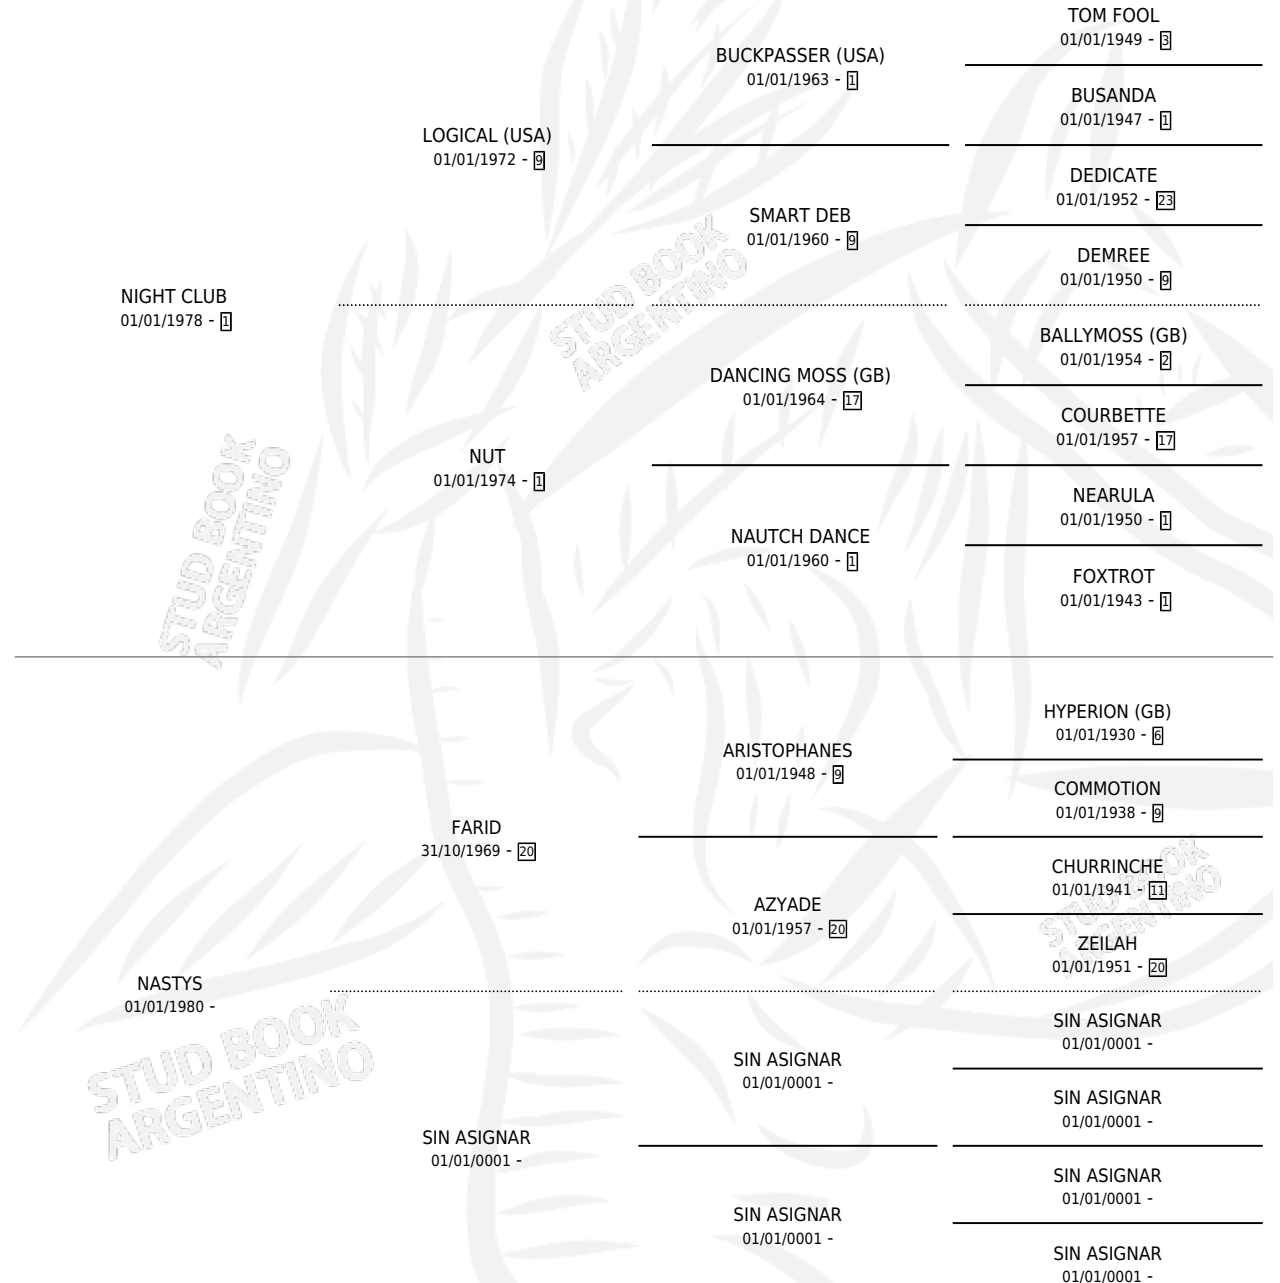 TOM FOOL
01/01/1949 - 3
BUCKPASSER (USA)
01/01/1963 - 1
BUSANDA
01/01/1947 - 1
LOGICAL (USA)
01/01/1972 - 9
DEDICATE
01/01/1952 - 23
SMART DEB
01/01/1960 - 9
DEMREE
01/01/1950 - 9
NIGHT CLUB
01/01/1978 - 1
BALLYMOSS (GB)
01/01/1954 - 2
DANCING MOSS (GB)
01/01/1964 - 17
COURBETTE
01/01/1957 - 17
NUT
01/01/1974 - 1
NEARULA
01/01/1950 - 1
NAUTCH DANCE
01/01/1960 - 1
FOXTROT
01/01/1943 - 1
HYPERION (GB)
01/01/1930 - 6
ARISTOPHANES
01/01/1948 - 9
COMMOTION
01/01/1938 - 9
FARID
31/10/1969 - 20
CHURRINCHE
01/01/1941 - 11
AZYADE
01/01/1957 - 20
ZEILAH
01/01/1951 - 20
NASTYS
01/01/1980 -
SIN ASIGNAR
01/01/0001 -
SIN ASIGNAR
01/01/0001 -
SIN ASIGNAR
01/01/0001 -
SIN ASIGNAR
01/01/0001 -
SIN ASIGNAR
01/01/0001 -
SIN ASIGNAR
01/01/0001 -
SIN ASIGNAR
01/01/0001 -
STUD BOOK
ARGENTINO
STUD BOOK
ARGENTINO
STUD BOOK
ARGENTINO
STUD BOOK
ARGENTINO